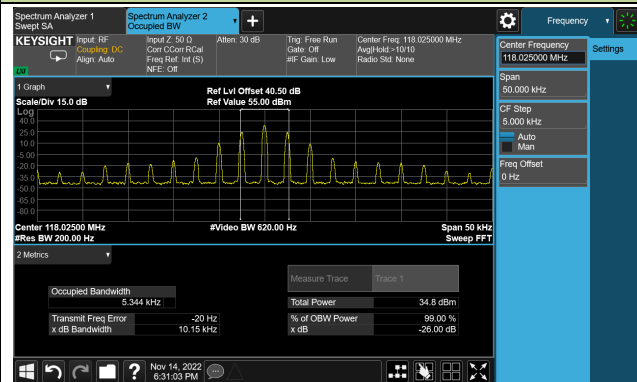 Spectrum Analyzer 1
Swept SA
Spectrum Analyzer 2
Occupied BW
Frequency
KEYSIGHT
Input: RF
Coupling: DC
Align: Auto
Input Z: 50 Ω
Corr CCorr RCal
Freq Ref: Int (S)
NFE: Off
Atten: 30 dB
Trig: Free Run
Gate: Off
#IF Gain: Low
Center Freq: 118.025000 MHz
Avg|Hold:>10/10
Radio Std: None
LXI
Center Frequency
118.025000 MHz
Settings
Span
50.000 kHz
CF Step
5.000 kHz
Auto
Man
Freq Offset
0 Hz
1 Graph
Scale/Div 15.0 dB
Ref Lvl Offset 40.50 dB
Ref Value 55.00 dBm
Log
40.0
25.0
10.0
-5.00
-20.0
-35.0
-50.0
-65.0
-80.0
Center 118.02500 MHz
#Res BW 200.00 Hz
#Video BW 620.00 Hz
Span 50 kHz
Sweep FFT
2 Metrics
Measure Trace
Trace 1
Occupied Bandwidth
5.344 kHz
Total Power
34.8 dBm
Transmit Freq Error
-20 Hz
% of OBW Power
99.00 %
x dB Bandwidth
10.15 kHz
x dB
-26.00 dB
?
Nov 14, 2022
6:31:03 PM